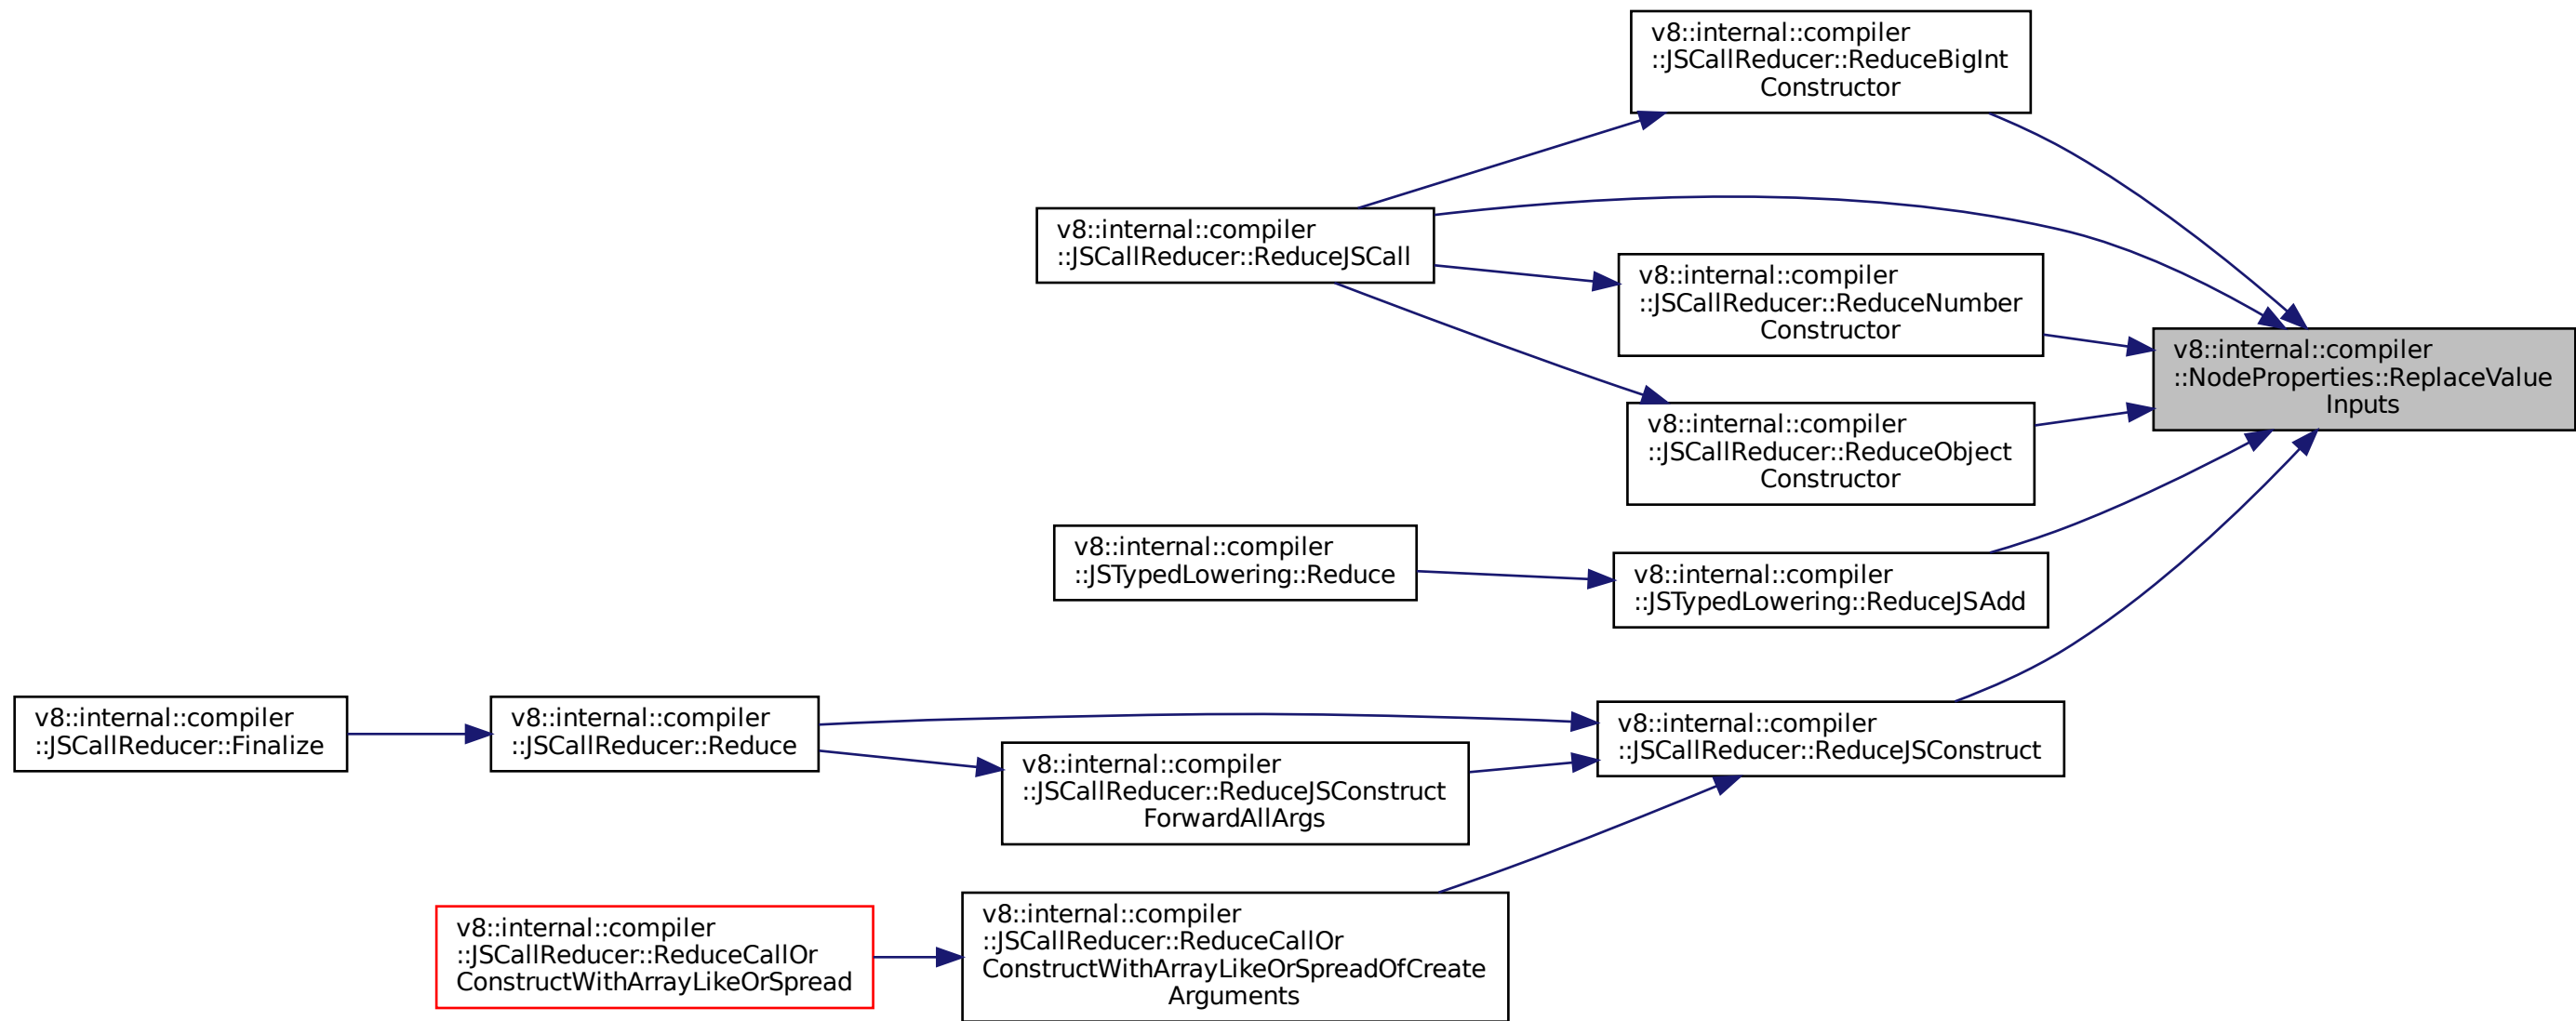 v8::internal::compiler
::JSCallReducer::ReduceBigInt
Constructor
v8::internal::compiler
::JSCallReducer::ReduceJSCall
v8::internal::compiler
::JSCallReducer::ReduceNumber
Constructor
v8::internal::compiler
::NodeProperties::ReplaceValue
Inputs
v8::internal::compiler
::JSCallReducer::ReduceObject
Constructor
v8::internal::compiler
::JSTypedLowering::Reduce
v8::internal::compiler
::JSTypedLowering::ReduceJSAdd
v8::internal::compiler
::JSCallReducer::Finalize
v8::internal::compiler
::JSCallReducer::Reduce
v8::internal::compiler
::JSCallReducer::ReduceJSConstruct
v8::internal::compiler
::JSCallReducer::ReduceJSConstruct
ForwardAllArgs
v8::internal::compiler
::JSCallReducer::ReduceCallOr
ConstructWithArrayLikeOrSpread
v8::internal::compiler
::JSCallReducer::ReduceCallOr
ConstructWithArrayLikeOrSpreadOfCreate
Arguments